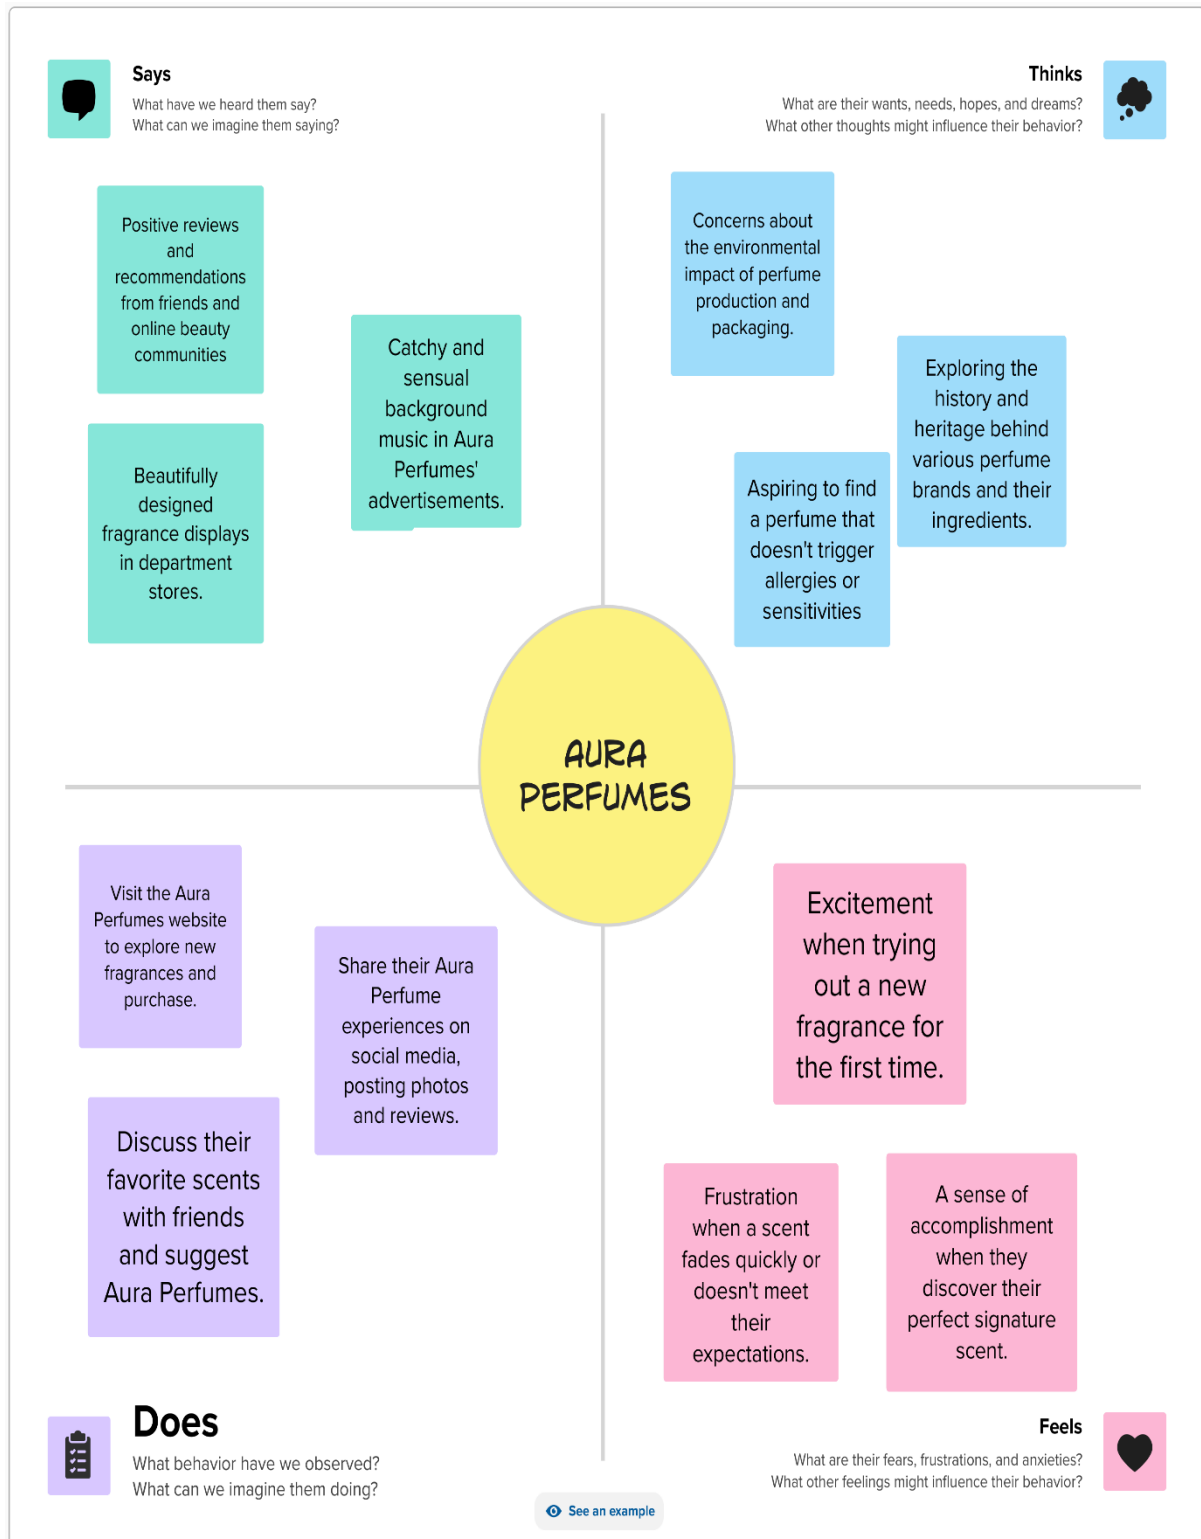 Says
What have we heard them say?
What can we imagine them saying?
Thinks
What are their wants, needs, hopes, and dreams?
What other thoughts might influence their behavior?
Positive reviews
and
recommendations
from friends and
online beauty
communities
Catchy and
sensual
background
music in Aura
Perfumes'
advertisements.
Beautifully
designed
fragrance displays
in department
stores.
Concerns about
the environmental
impact of perfume
production and
packaging.
Exploring the
history and
heritage behind
various perfume
brands and their
ingredients.
Aspiring to find
a perfume that
doesn't trigger
allergies or
sensitivities
AURA
PERFUMES
Visit the Aura
Perfumes website
to explore new
fragrances and
purchase.
Share their Aura
Perfume
experiences on
social media,
posting photos
and reviews.
Discuss their
favorite scents
with friends
and suggest
Aura Perfumes.
Excitement
when trying
out a new
fragrance for
the first time.
Frustration
when a scent
fades quickly or
doesn't meet
their
expectations.
A sense of
accomplishment
when they
discover their
perfect signature
scent.
Does
What behavior have we observed?
What can we imagine them doing?
Feels
What are their fears, frustrations, and anxieties?
What other feelings might influence their behavior?
See an example